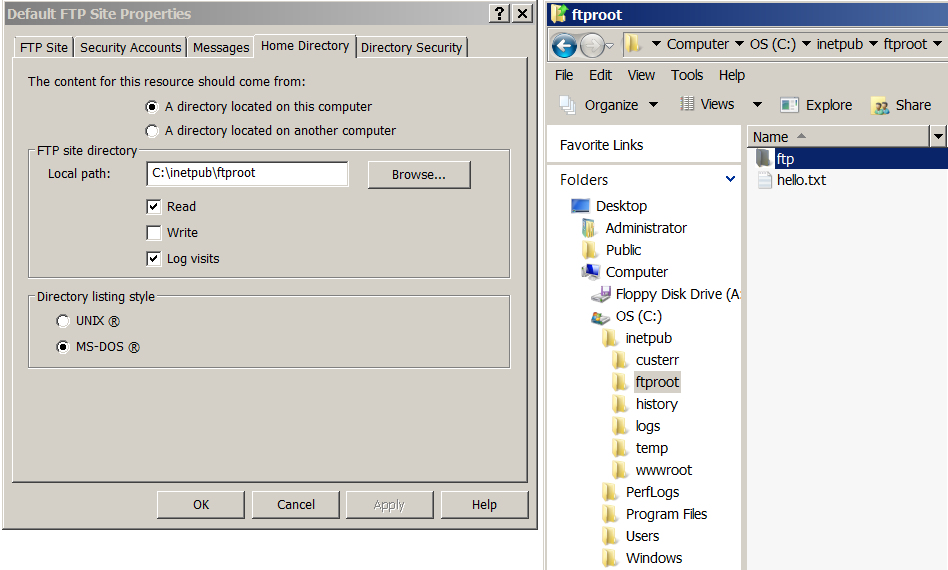 Default FTP Site Properties
FTP Site Security Accounts Messages Home Directory Directory Security
The content for this resource should come from:
A directory located on this computer
A directory located on another computer
FTP site directory
Local path: C:\inetpub\ftproot Browse...
Read
Write
Log visits
Directory listing style
UNIX ®
MS-DOS ®
OK Cancel Apply Help
ftproot
Computer OS (C:) inetpub ftproot
File Edit View Tools Help
Organize Views Explore Share
Favorite Links
Folders
Desktop
Administrator
Public
Computer
Floppy Disk Drive (A:
OS (C:)
inetpub
custerr
ftproot
history
logs
temp
wwwroot
PerfLogs
Program Files
Users
Windows
Name
ftp
hello.txt